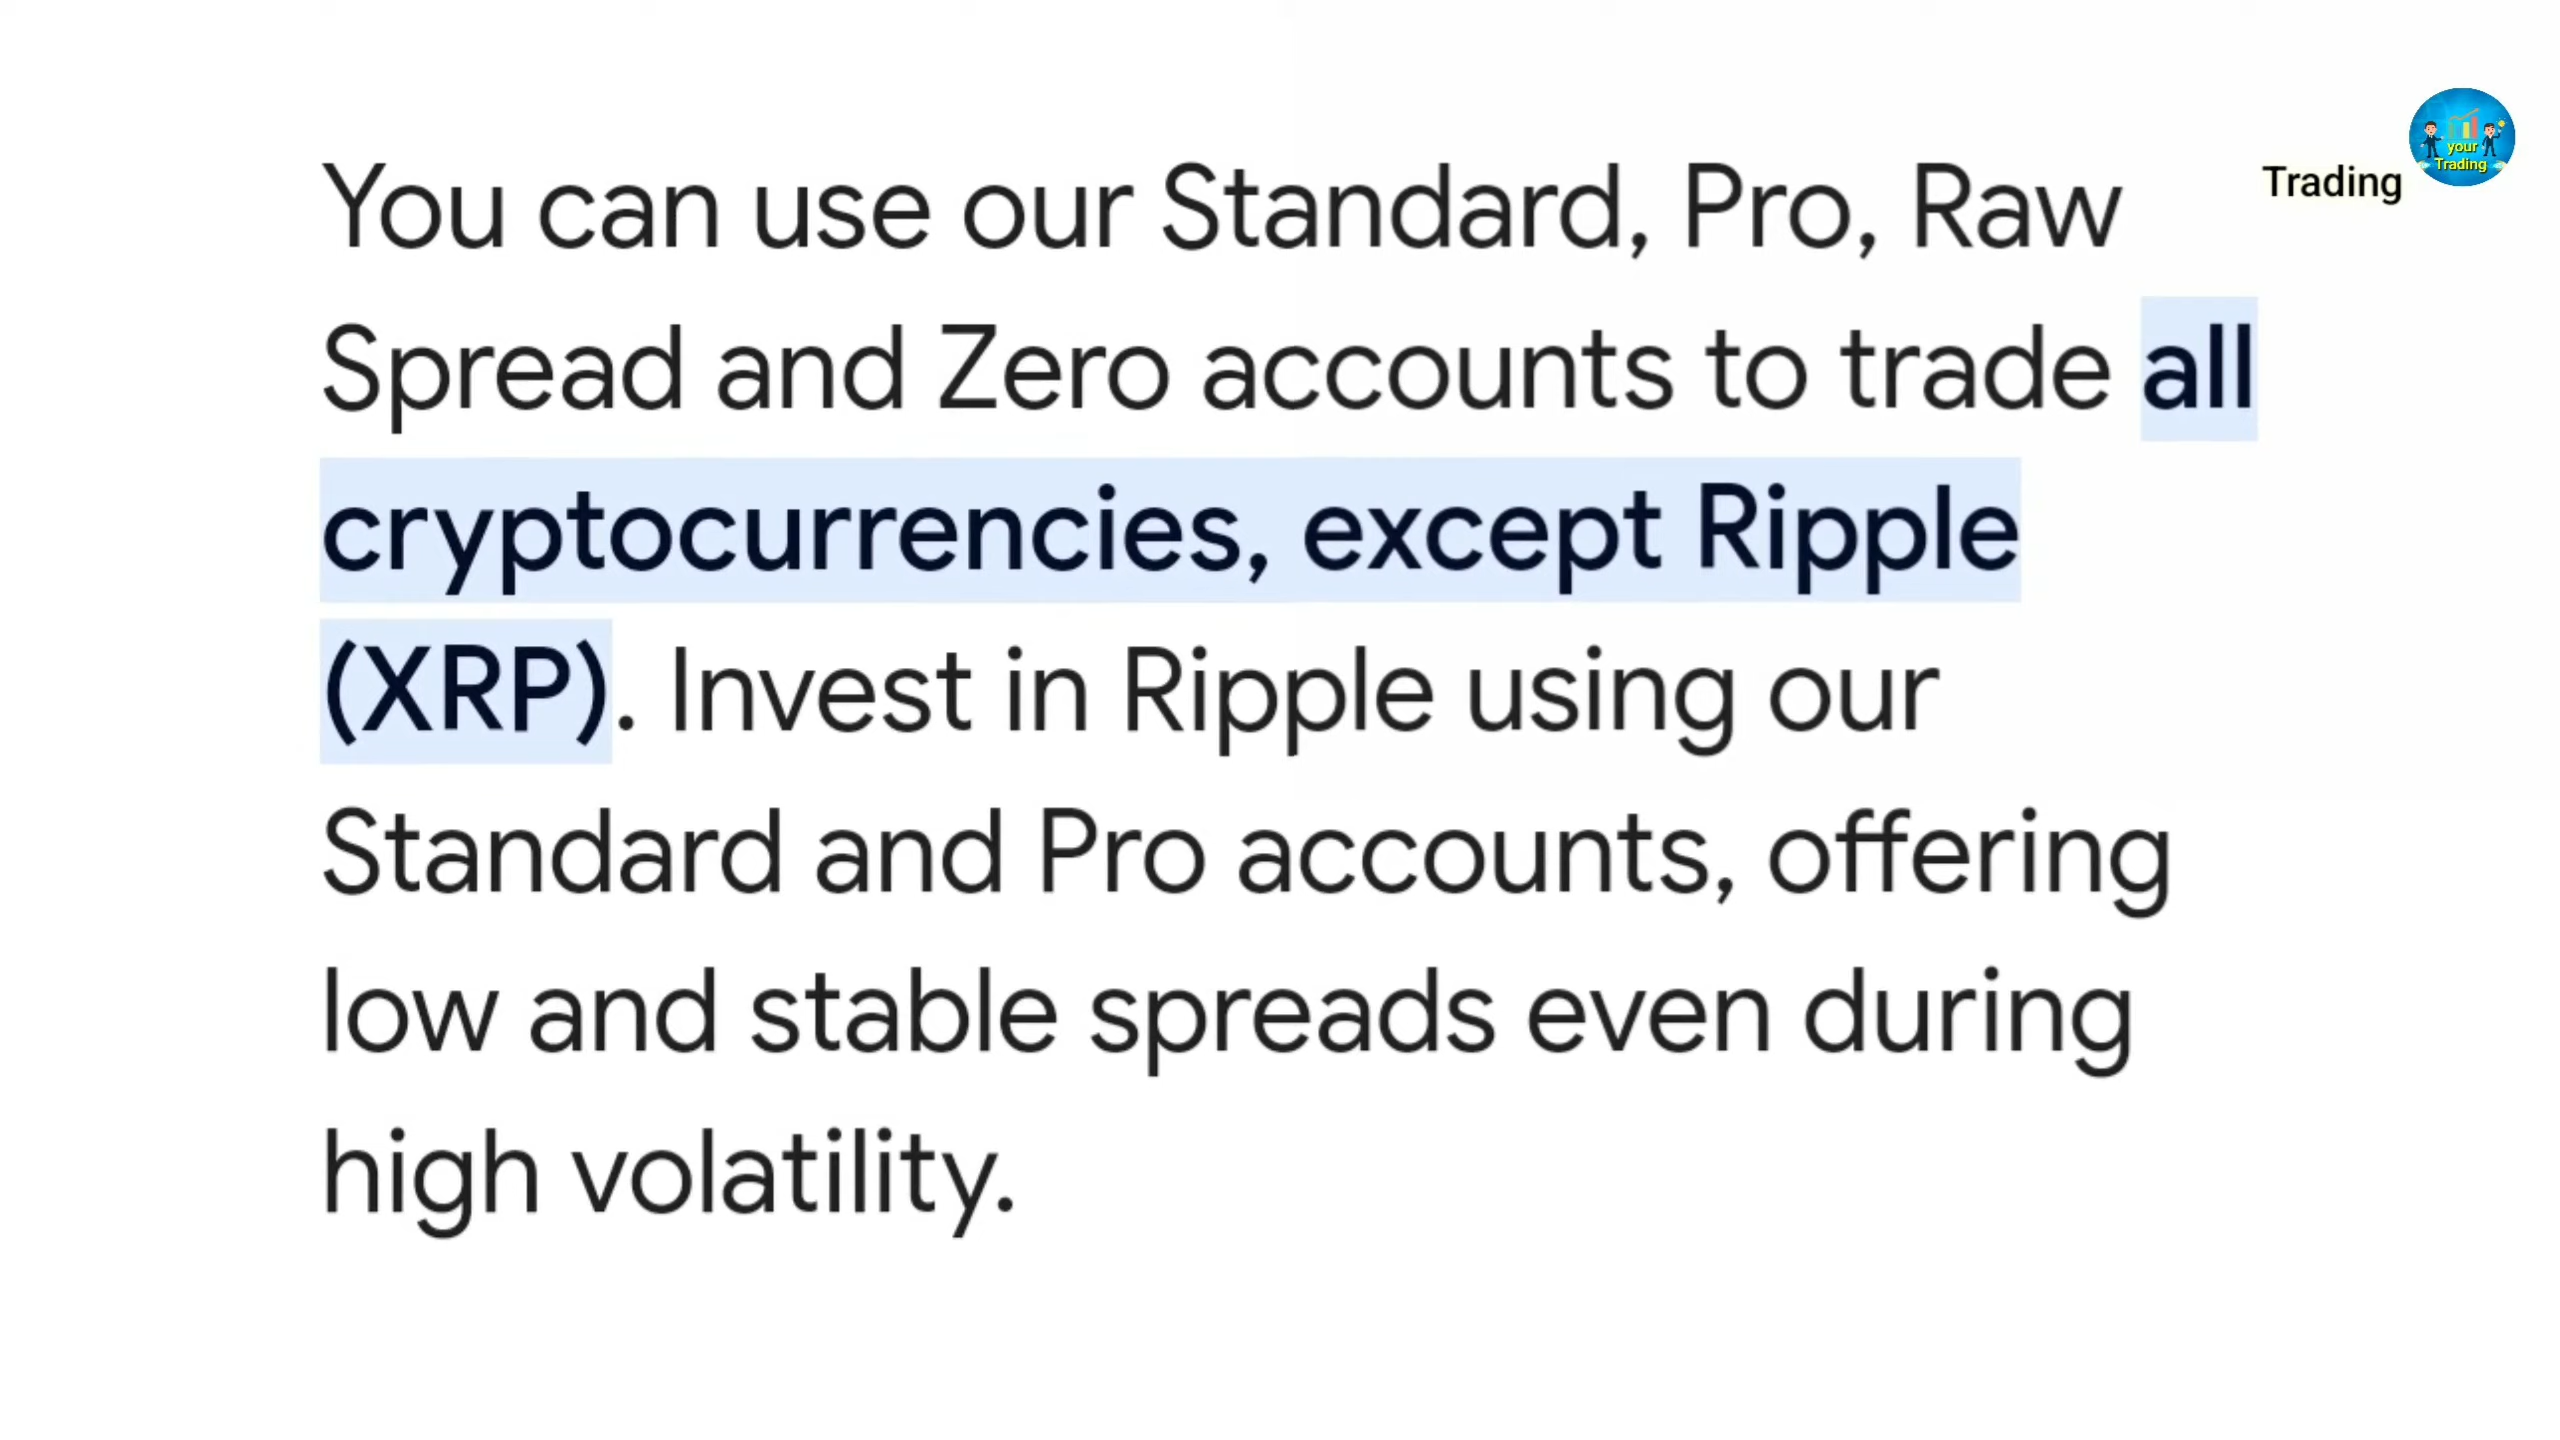 You can use our Standard, Pro, Raw
Spread and Zero accounts to trade all
cryptocurrencies, except Ripple
(XRP). Invest in Ripple using our
Standard and Pro accounts, offering
low and stable spreads even during
high volatility.
Trading
your
Trading